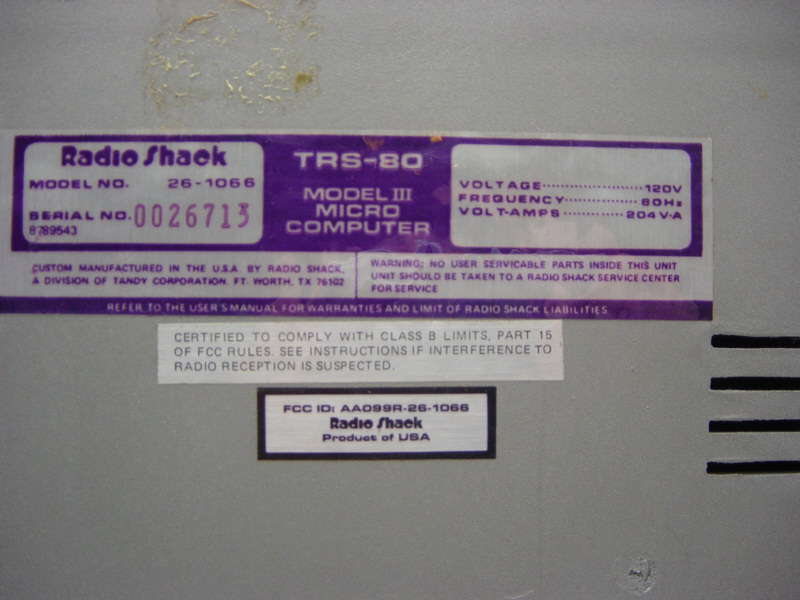 Radio Shack
MODEL NO. 26-1066
SERIAL NO. 0026713
8789543
TRS-80
MODEL III
MICRO
COMPUTER
VOLTAGE....................120V
FREQUENCY..................60Hz
VOLT-AMPS..............204 V·A
CUSTOM MANUFACTURED IN THE U.S.A. BY RADIO SHACK,
A DIVISION OF TANDY CORPORATION. FT. WORTH, TX 76102
WARNING: NO USER SERVICABLE PARTS INSIDE THIS UNIT
UNIT SHOULD BE TAKEN TO A RADIO SHACK SERVICE CENTER
FOR SERVICE
REFER TO THE USER'S MANUAL FOR WARRANTIES AND LIMIT OF RADIO SHACK LIABILITIES
CERTIFIED TO COMPLY WITH CLASS B LIMITS, PART 15
OF FCC RULES. SEE INSTRUCTIONS IF INTERFERENCE TO
RADIO RECEPTION IS SUSPECTED.
FCC ID: AAO99R-26-1066
Radio Shack
Product of USA